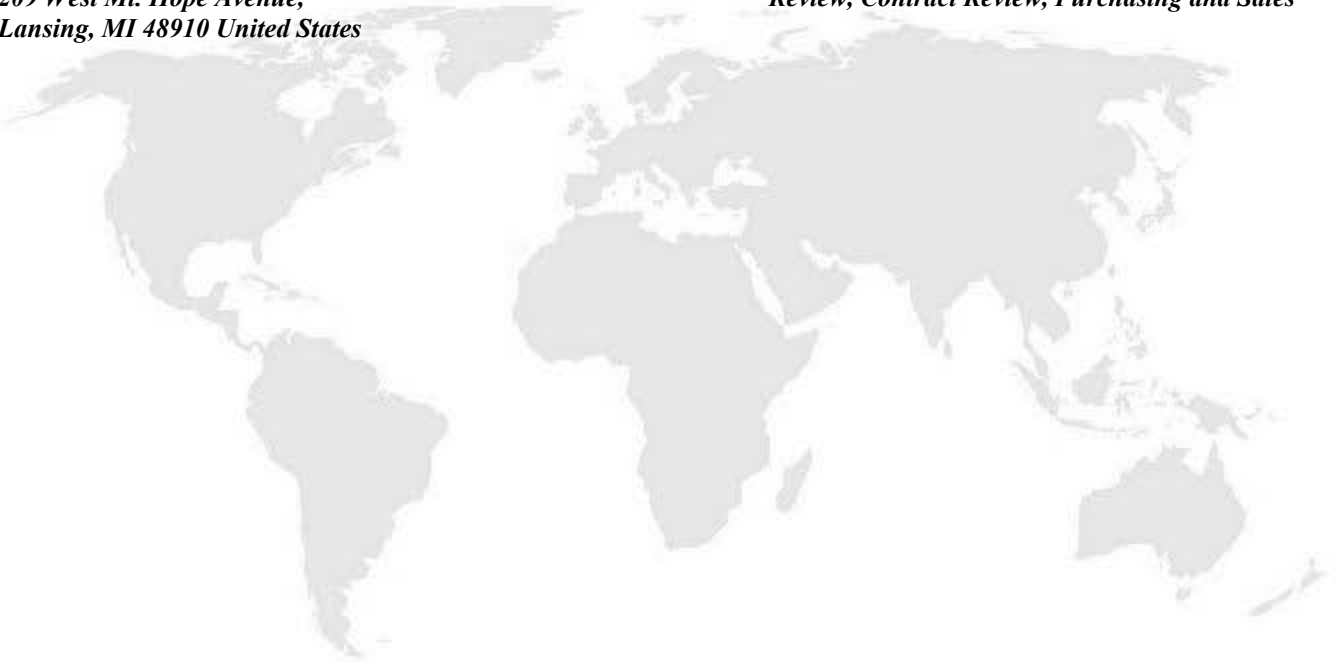 209 West Mt. Hope Avenue,
Lansing, MI 48910 United States
Review, Contract Review, Purchasing and Sales